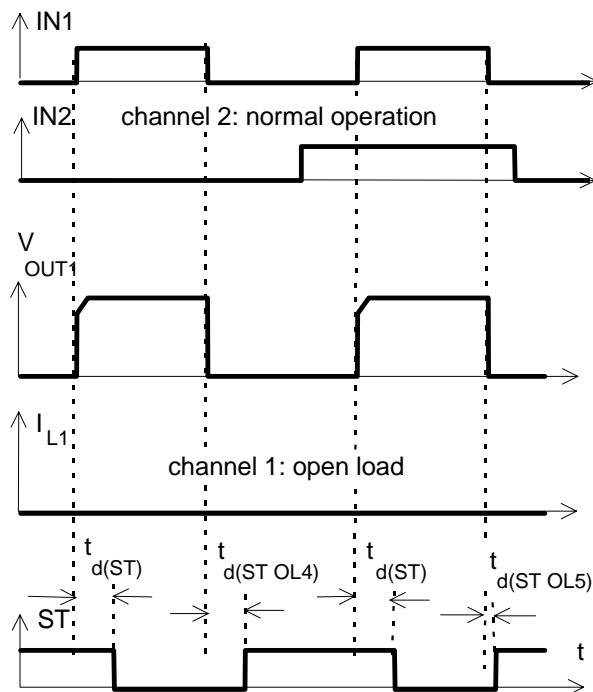 IN1
IN2
channel 2: normal operation
V
OUT1
I
L1
channel 1: open load
t
d(ST)
t
d(ST OL4)
t
d(ST)
t
d(ST OL5)
ST
t